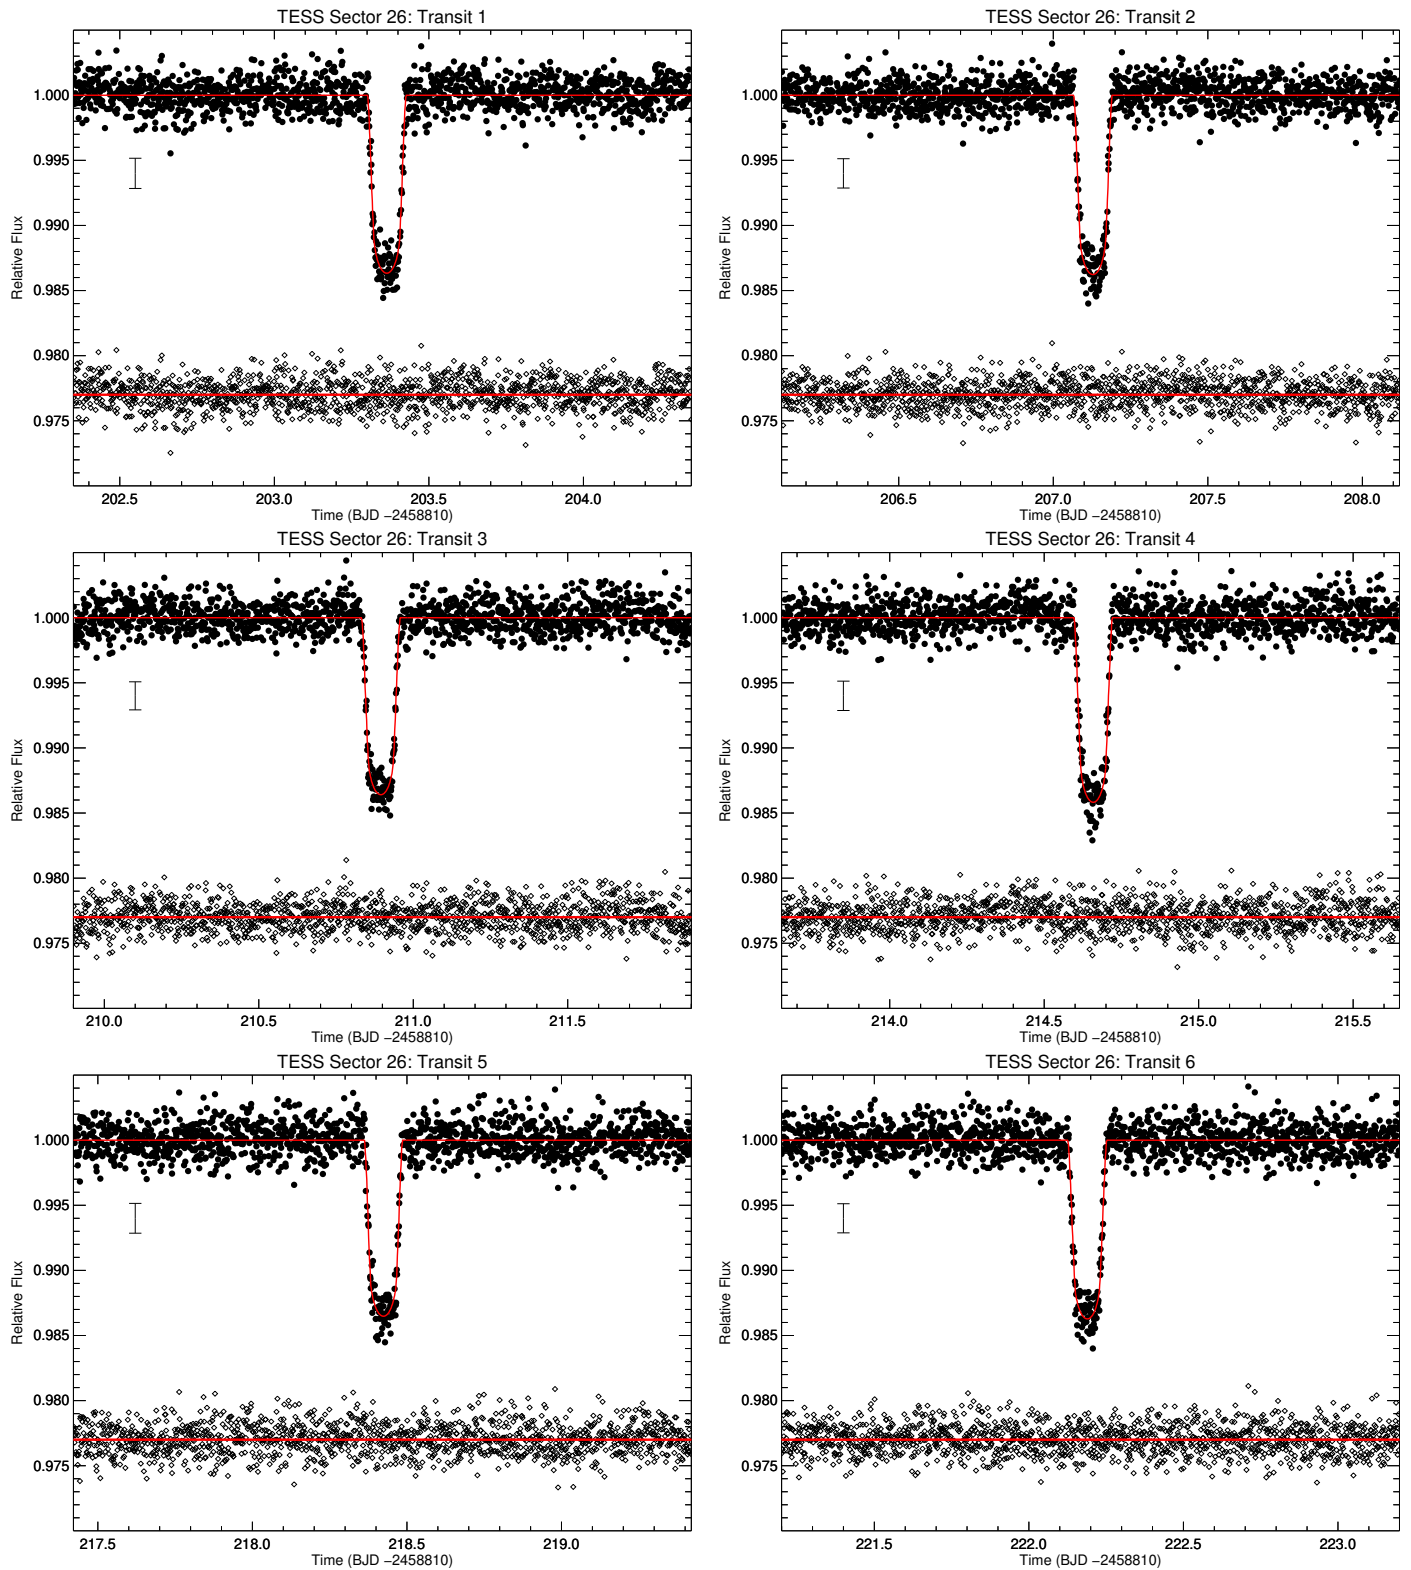 TESS Sector 26: Transit 1
Relative Flux
1.000
0.995
0.990
0.985
0.980
0.975
202.5 203.0 203.5 204.0
Time (BJD −2458810)
TESS Sector 26: Transit 2
Relative Flux
1.000
0.995
0.990
0.985
0.980
0.975
206.5 207.0 207.5 208.0
Time (BJD −2458810)
TESS Sector 26: Transit 3
Relative Flux
1.000
0.995
0.990
0.985
0.980
0.975
210.0 210.5 211.0 211.5
Time (BJD −2458810)
TESS Sector 26: Transit 4
Relative Flux
1.000
0.995
0.990
0.985
0.980
0.975
214.0 214.5 215.0 215.5
Time (BJD −2458810)
TESS Sector 26: Transit 5
Relative Flux
1.000
0.995
0.990
0.985
0.980
0.975
217.5 218.0 218.5 219.0
Time (BJD −2458810)
TESS Sector 26: Transit 6
Relative Flux
1.000
0.995
0.990
0.985
0.980
0.975
221.5 222.0 222.5 223.0
Time (BJD −2458810)